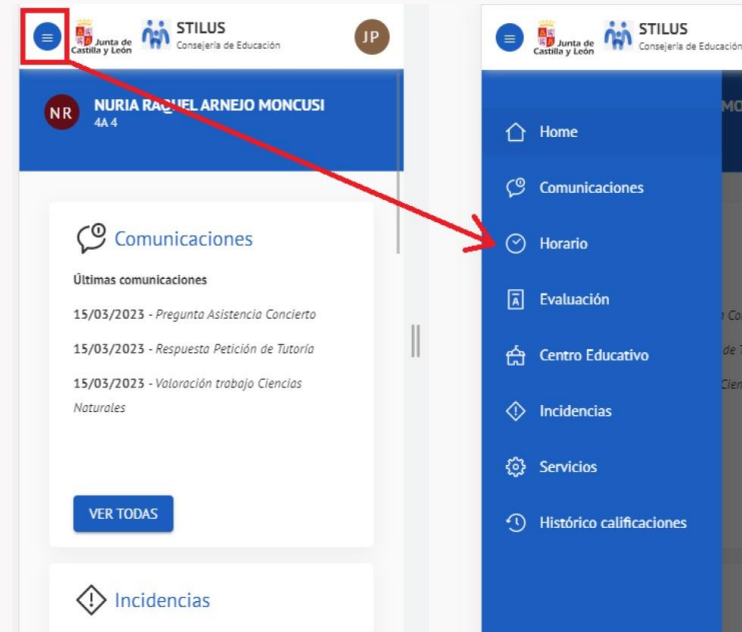 Junta de
Castilla y León
STILUS
Consejería de Educación
JP
NR
NURIA RAQUEL ARNEJO MONCUSI
4A 4
Comunicaciones
Últimas comunicaciones
15/03/2023 - Pregunta Asistencia Concierto
15/03/2023 - Respuesta Petición de Tutoría
15/03/2023 - Valoración trabajo Ciencias
Naturales
VER TODAS
Incidencias
Junta de
Castilla y León
STILUS
Consejería de Educación
Home
Comunicaciones
Horario
Evaluación
Centro Educativo
Incidencias
Servicios
Histórico calificaciones